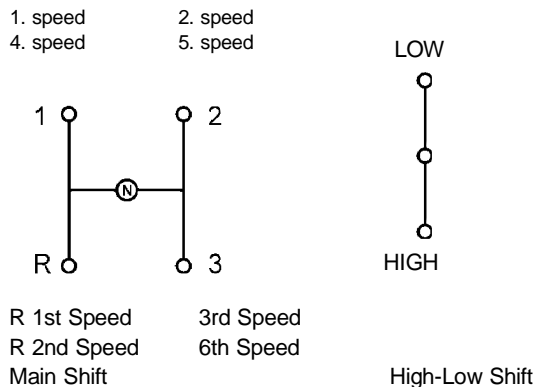 1. speed 2. speed
4. speed 5. speed
LOW
1 2
N
R 3
HIGH
R 1st Speed 3rd Speed
R 2nd Speed 6th Speed
Main Shift High-Low Shift